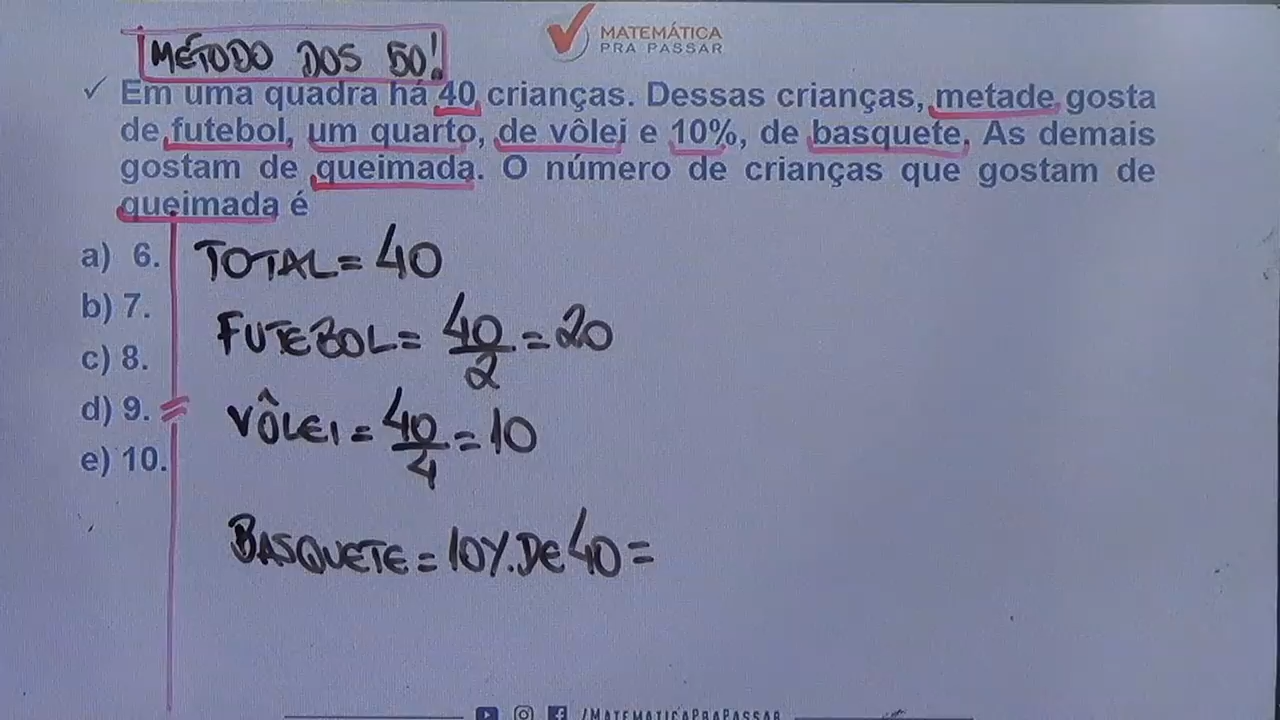 MATEMÁTICA
PRA PASSAR
MÉTODO DOS 50!
✓ Em uma quadra há 40 crianças. Dessas crianças, metade gosta
de futebol, um quarto, de vôlei e 10%, de basquete. As demais
gostam de queimada. O número de crianças que gostam de
queimada é
a) 6.
b) 7.
c) 8.
d) 9.
e) 10.
TOTAL = 40
FUTEBOL = 40/2 = 20
VÔLEI = 40/4 = 10
BASQUETE = 10% DE 40 =
/MATEMATICAPRAPASSAR